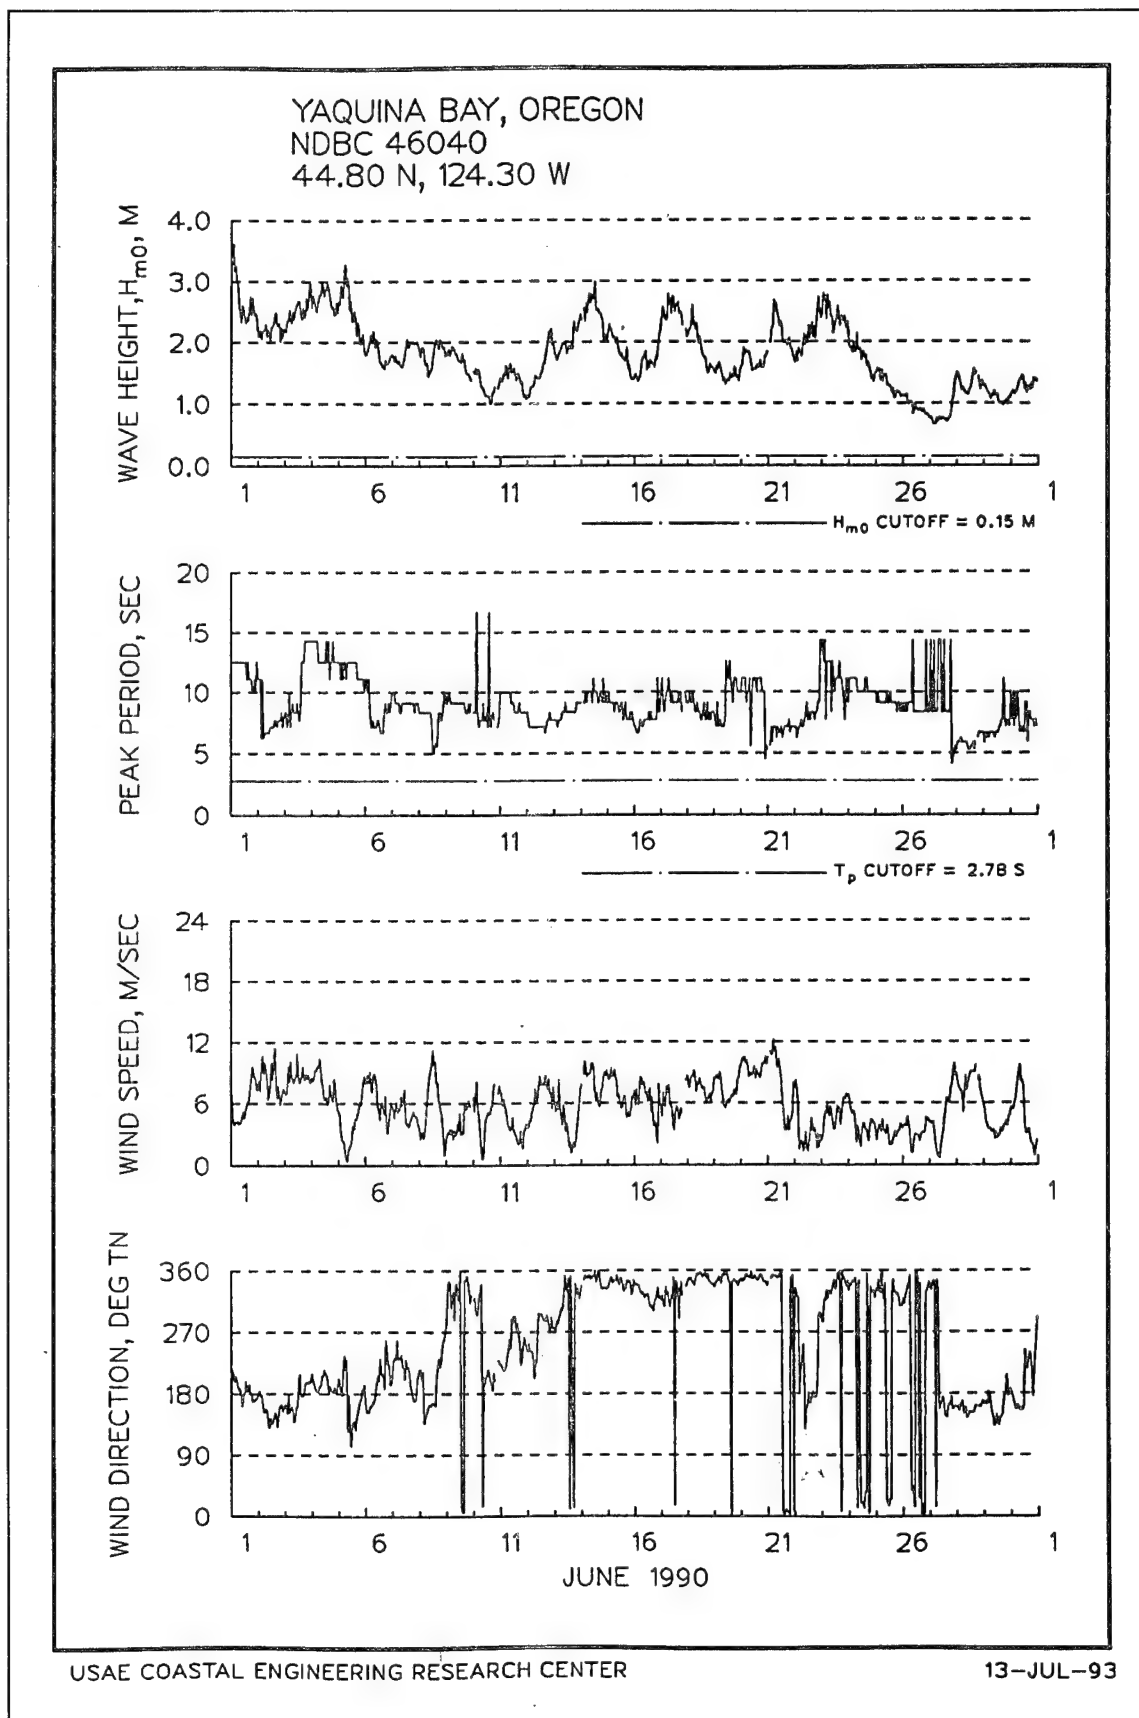 YAQUINA BAY, OREGON
NDBC 46040
44.80 N, 124.30 W
WAVE HEIGHT, Hm0, M
4.0
3.0
2.0
1.0
0.0
1 6 11 16 21 26 1
Hm0 CUTOFF = 0.15 M
PEAK PERIOD, SEC
20
15
10
5
0
1 6 11 16 21 26 1
Tp CUTOFF = 2.78 S
WIND SPEED, M/SEC
24
18
12
6
0
1 6 11 16 21 26 1
WIND DIRECTION, DEG TN
360
270
180
90
0
1 6 11 16 21 26 1
JUNE 1990
USAE COASTAL ENGINEERING RESEARCH CENTER
13-JUL-93